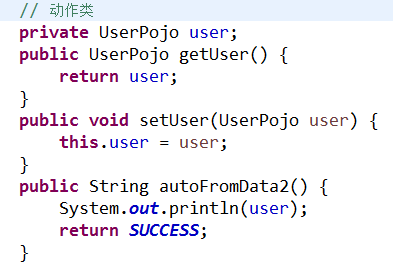 // 动作类
private UserPojo user;
public UserPojo getUser() {
    return user;
}
public void setUser(UserPojo user) {
    this.user = user;
}
public String autoFromData2() {
    System.out.println(user);
    return SUCCESS;
}